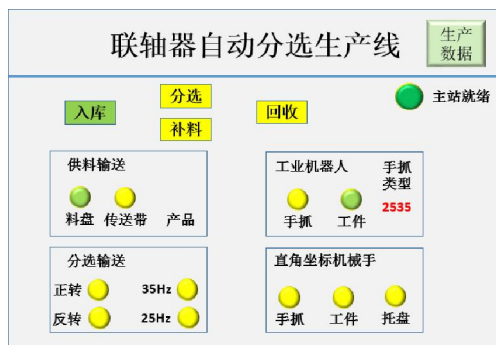 联轴器自动分选生产线
生产
数据
主站就绪
入库
分选
补料
回收
供料输送
料盘 传送带 产品
工业机器人
手抓
类型
2535
手抓 工件
分选输送
正转 35Hz
反转 25Hz
直角坐标机械手
手抓 工件 托盘